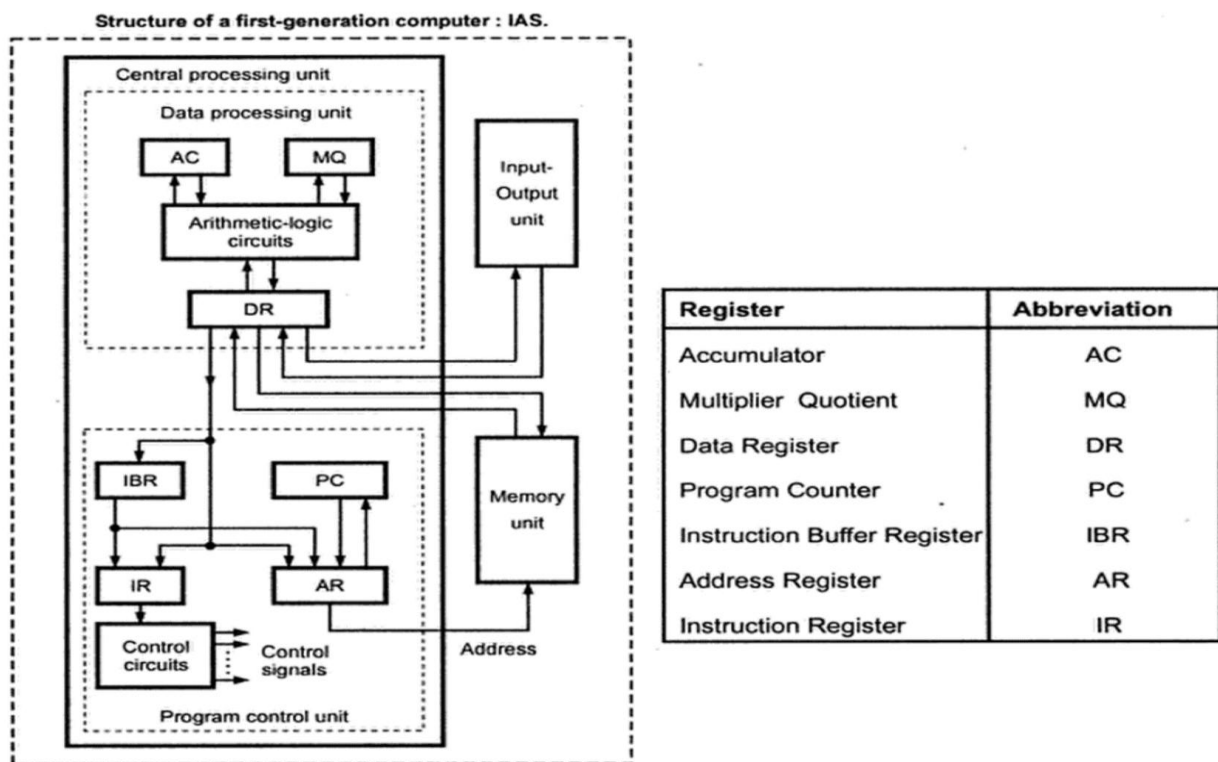 Structure of a first-generation computer : IAS.
Central processing unit
Data processing unit
AC
MQ
Arithmetic-logic
circuits
DR
Input-
Output
unit
IBR
PC
Memory
unit
IR
AR
Control
circuits
Control
signals
Address
Program control unit
Register Abbreviation
Accumulator AC
Multiplier Quotient MQ
Data Register DR
Program Counter PC
Instruction Buffer Register IBR
Address Register AR
Instruction Register IR